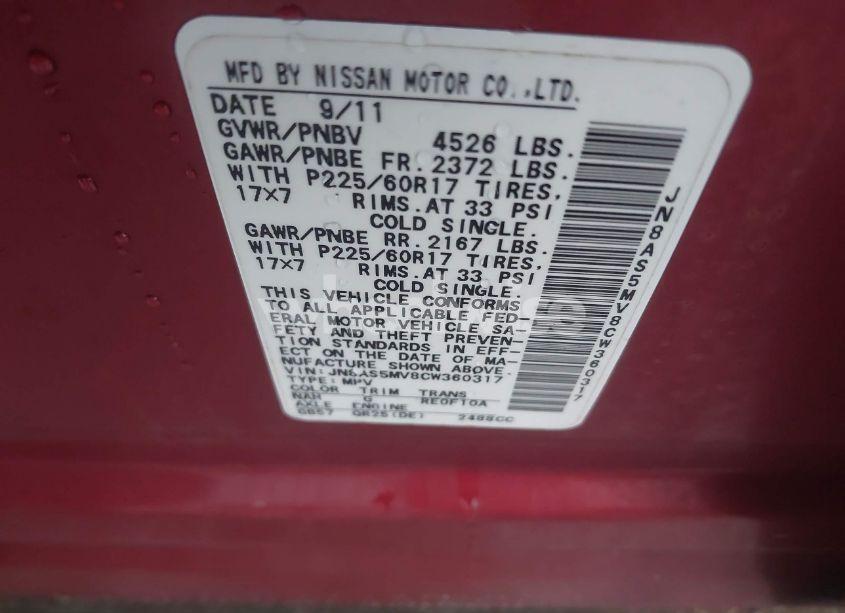 MFD BY NISSAN MOTOR CO.,LTD.
DATE 9/11
GVWR/PNBV 4526 LBS.
GAWR/PNBE FR. 2372 LBS.
WITH P225/60R17 TIRES,
17×7 RIMS.AT 33 PSI
COLD SINGLE.
GAWR/PNBE RR. 2167 LBS.
WITH P225/60R17 TIRES,
17×7 RIMS.AT 33 PSI
COLD SINGLE.
THIS VEHICLE CONFORMS
TO ALL APPLICABLE FED-
ERAL MOTOR VEHICLE SA-
FETY AND THEFT PREVEN-
TION STANDARDS IN EFF-
ECT ON THE DATE OF MA-
NUFACTURE SHOWN ABOVE.
VIN: JN8AS5MV8CW360317
TYPE: MPV
COLOR TRIM TRANS
NAH G RE0F10A
AXLE ENGINE
GB57 QR25(DE) 2488CC
JN8AS5MV8CW360317